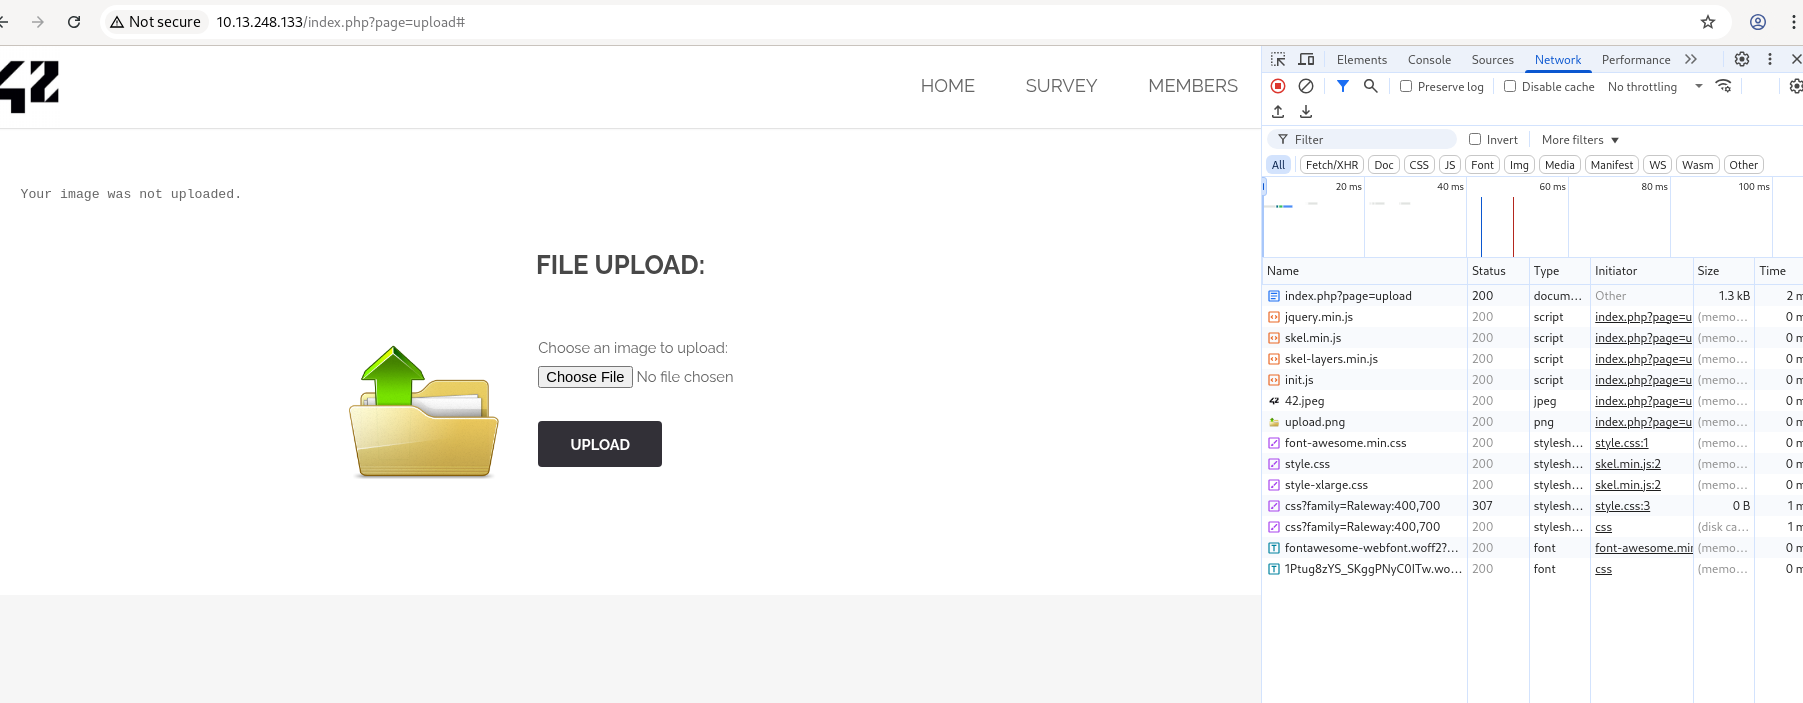 Not secure 10.13.248.133/index.php?page=upload#
42
HOME SURVEY MEMBERS
Your image was not uploaded.
FILE UPLOAD:
Choose an image to upload:
Choose File No file chosen
UPLOAD
Elements Console Sources Network Performance
Preserve log Disable cache No throttling
Filter Invert More filters
All Fetch/XHR Doc CSS JS Font Img Media Manifest WS Wasm Other
20 ms 40 ms 60 ms 80 ms 100 ms
Name Status Type Initiator Size Time
index.php?page=upload 200 docum... Other 1.3 kB 2 m
jquery.min.js 200 script index.php?page=u (memo... 0 m
skel.min.js 200 script index.php?page=u (memo... 0 m
skel-layers.min.js 200 script index.php?page=u (memo... 0 m
init.js 200 script index.php?page=u (memo... 0 m
42.jpeg 200 jpeg index.php?page=u (memo... 0 m
upload.png 200 png index.php?page=u (memo... 0 m
font-awesome.min.css 200 stylesh... style.css:1 (memo... 0 m
style.css 200 stylesh... skel.min.js:2 (memo... 0 m
style-xlarge.css 200 stylesh... skel.min.js:2 (memo... 0 m
css?family=Raleway:400,700 307 stylesh... style.css:3 0 B 1 m
css?family=Raleway:400,700 200 stylesh... css (disk ca... 1 m
fontawesome-webfont.woff2?... 200 font font-awesome.mi (memo... 0 m
1Ptug8zYS_SKggPNyC0ITw.wo... 200 font css (memo... 0 m